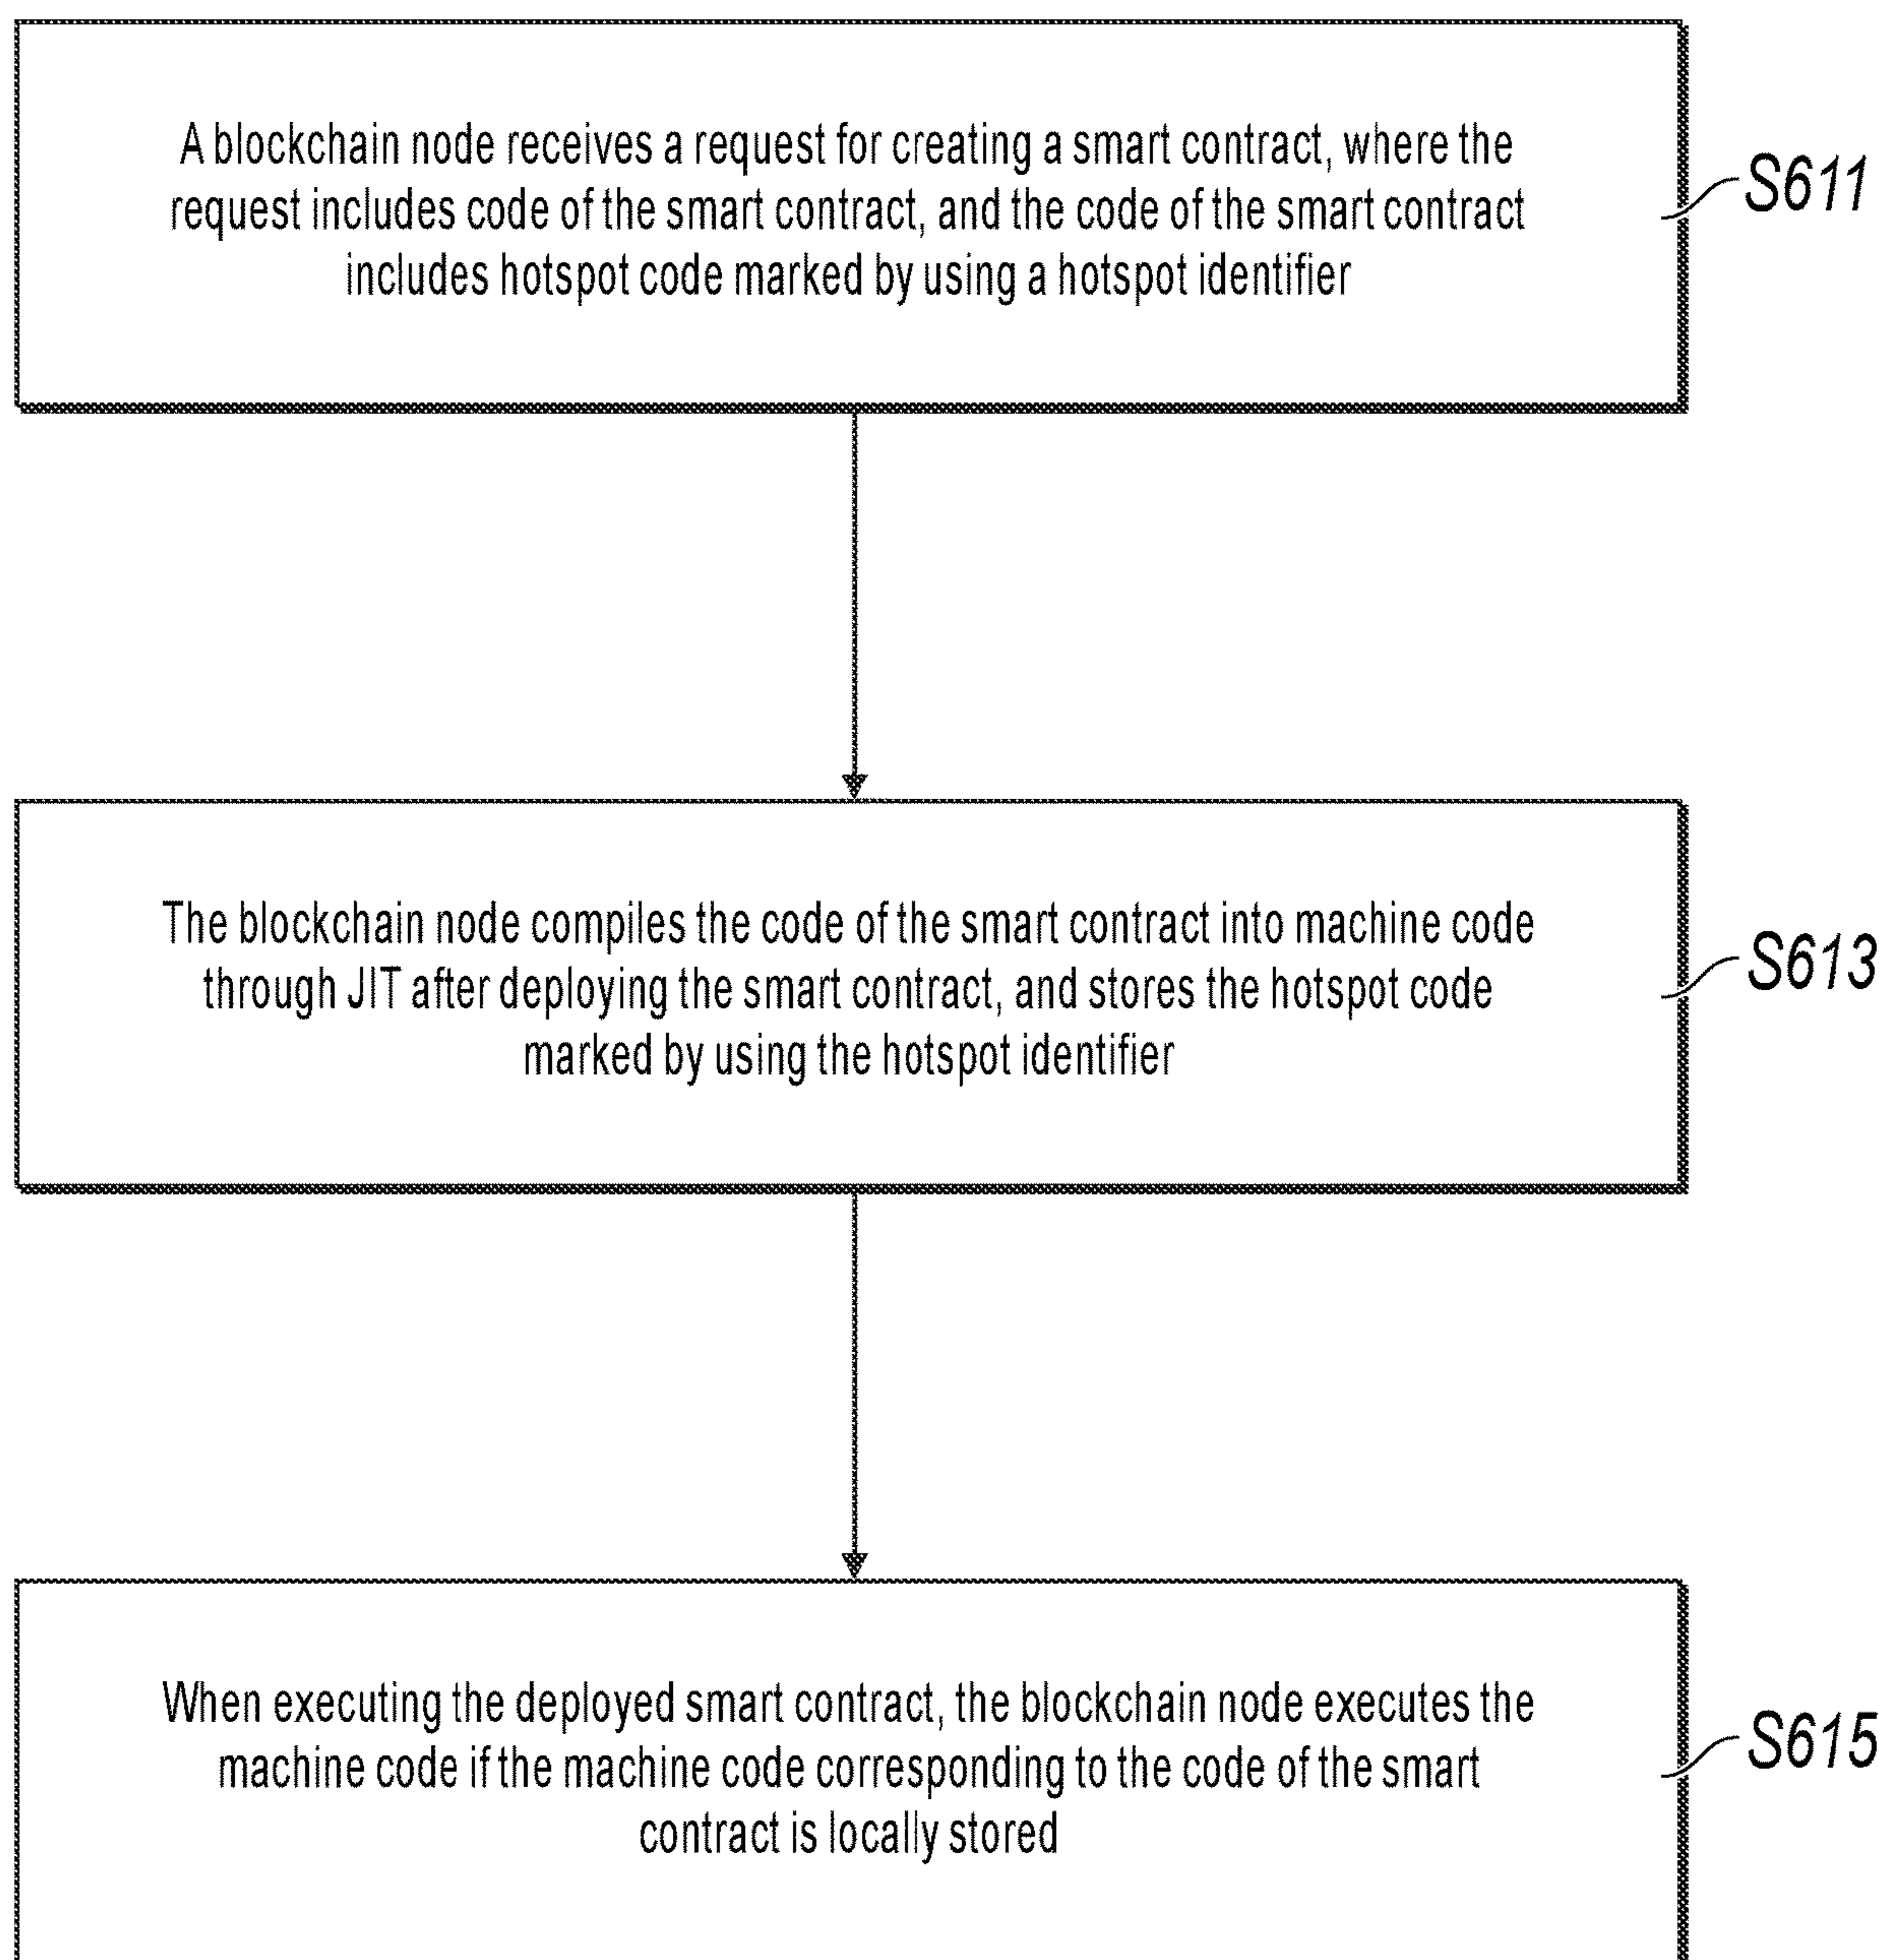 A blockchain node receives a request for creating a smart contract, where the
request includes code of the smart contract, and the code of the smart contract
includes hotspot code marked by using a hotspot identifier
S611
The blockchain node compiles the code of the smart contract into machine code
through JIT after deploying the smart contract, and stores the hotspot code
marked by using the hotspot identifier
S613
When executing the deployed smart contract, the blockchain node executes the
machine code if the machine code corresponding to the code of the smart
contract is locally stored
S615